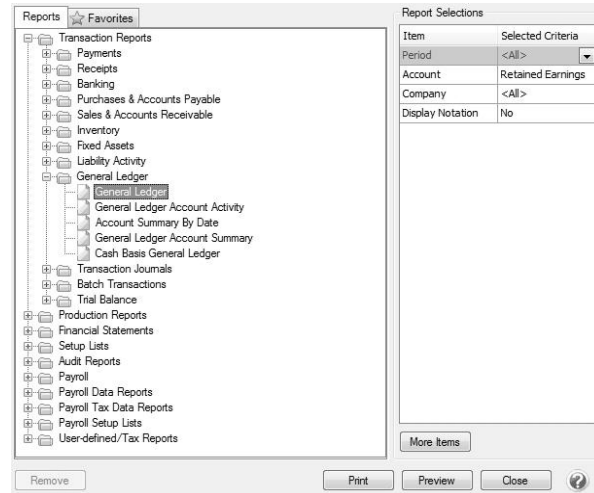 Reports
Favorites
Transaction Reports
Payments
Receipts
Banking
Purchases & Accounts Payable
Sales & Accounts Receivable
Inventory
Fixed Assets
Liability Activity
General Ledger
General Ledger
General Ledger Account Activity
Account Summary By Date
General Ledger Account Summary
Cash Basis General Ledger
Transaction Journals
Batch Transactions
Trial Balance
Production Reports
Financial Statements
Setup Lists
Audit Reports
Payroll
Payroll Data Reports
Payroll Tax Data Reports
Payroll Setup Lists
User-defined/Tax Reports
Report Selections
Item Selected Criteria
Period <All>
Account Retained Earnings
Company <All>
Display Notation No
More Items
Remove Print Preview Close ?